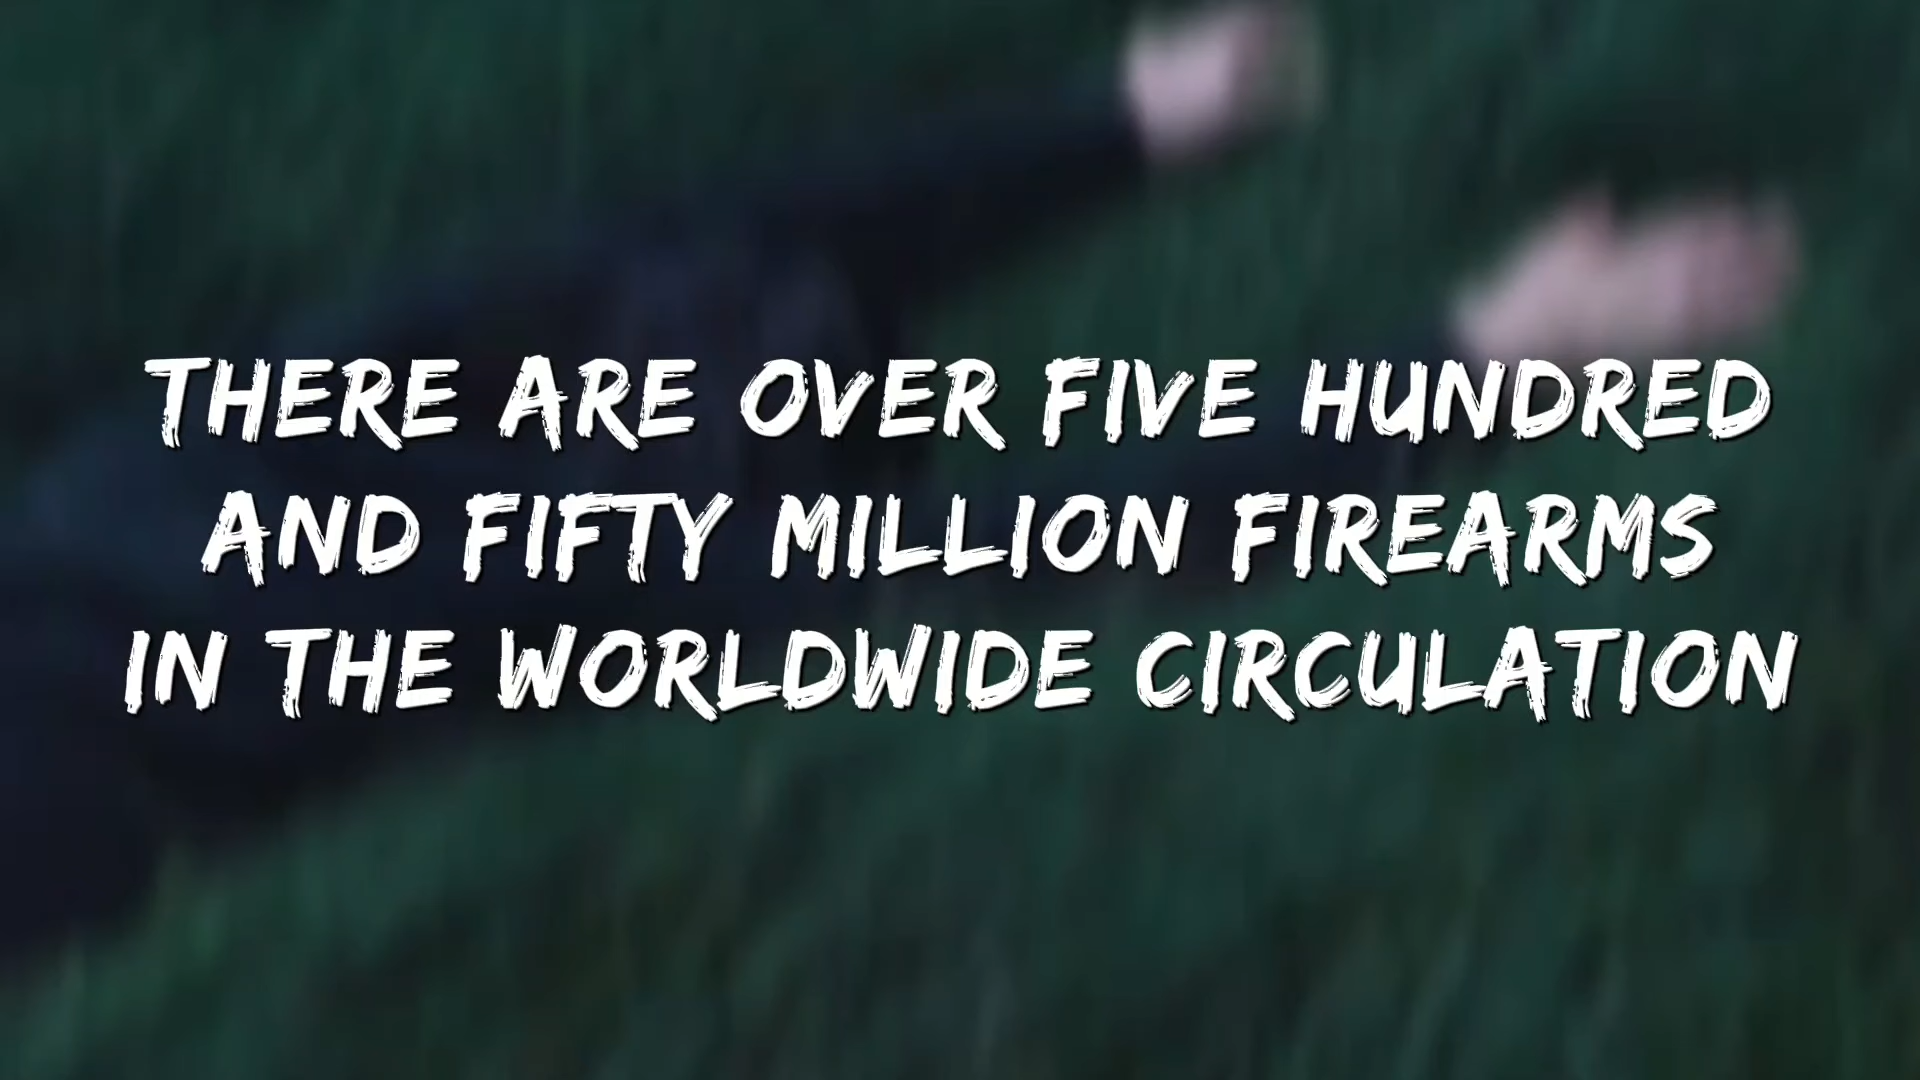 THERE ARE OVER FIVE HUNDRED
AND FIFTY MILLION FIREARMS
IN THE WORLDWIDE CIRCULATION